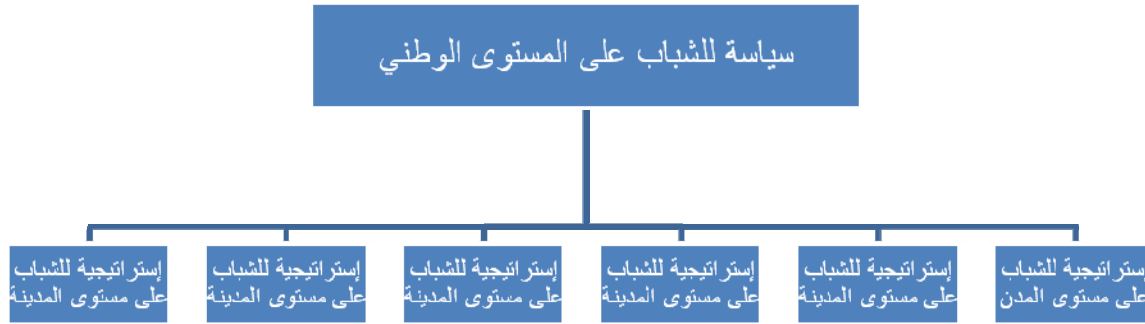 سياسة للشباب على المستوى الوطني
إستراتيجية للشباب
على مستوى المدن
إستراتيجية للشباب
على مستوى المدينة
إستراتيجية للشباب
على مستوى المدينة
إستراتيجية للشباب
على مستوى المدينة
إستراتيجية للشباب
على مستوى المدينة
إستراتيجية للشباب
على مستوى المدينة